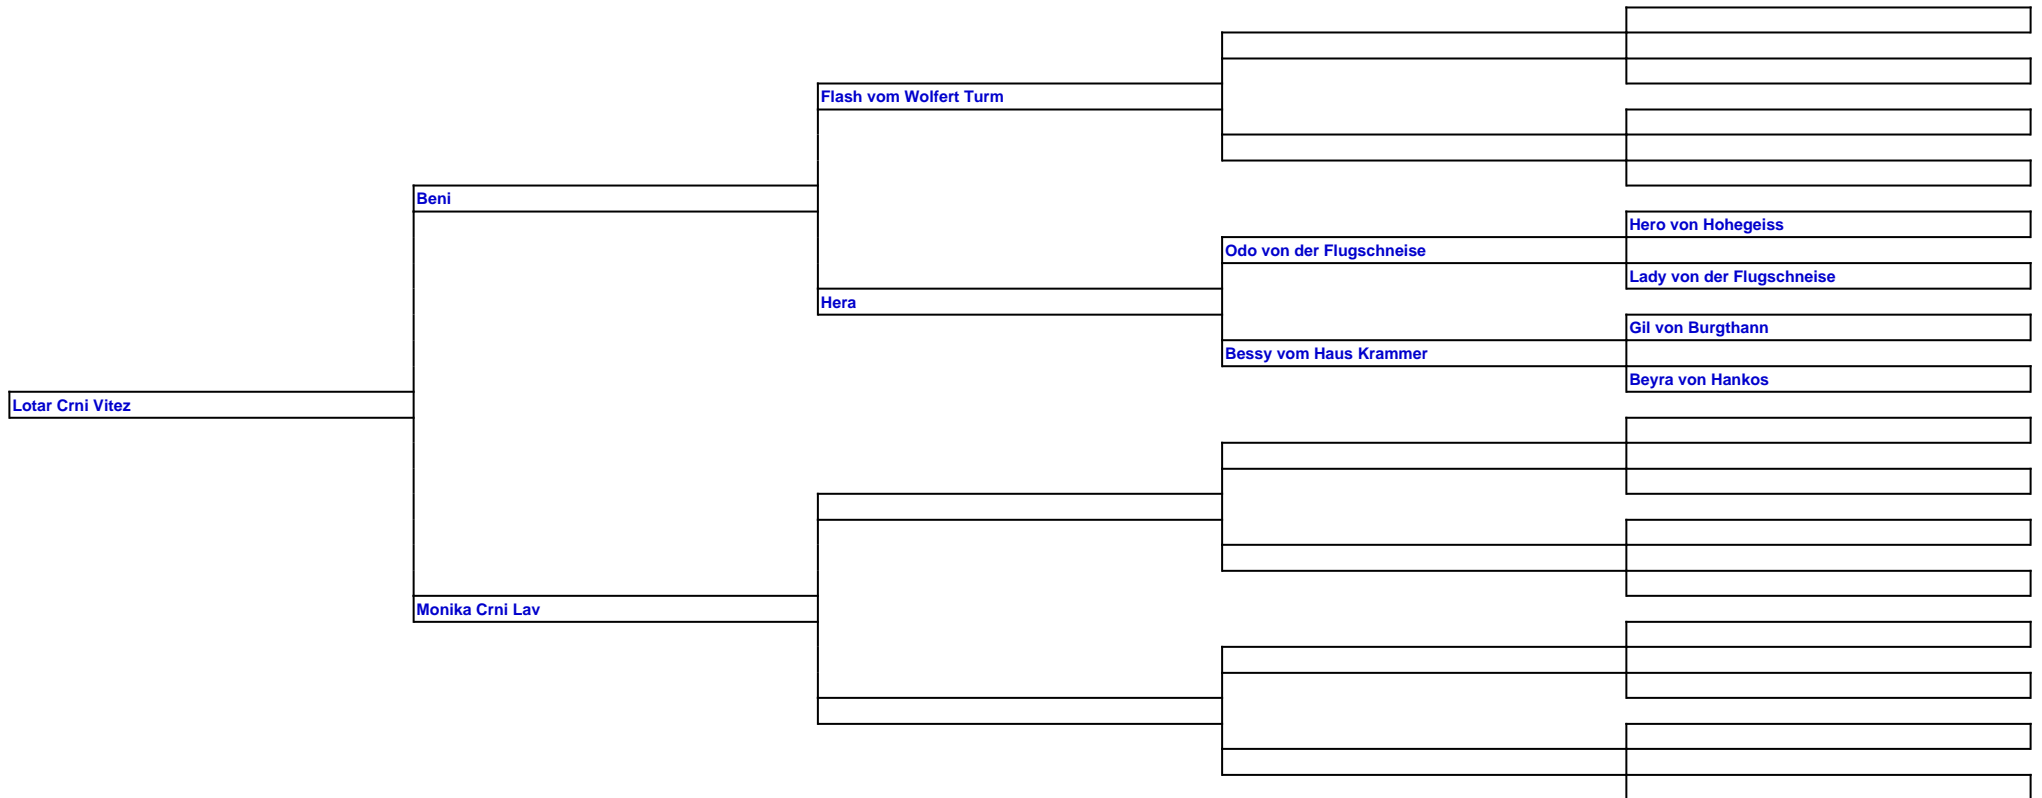 Flash vom Wolfert Turm
Beni
Hero von Hohegeiss
Odo von der Flugschneise
Lady von der Flugschneise
Hera
Gil von Burgthann
Bessy vom Haus Krammer
Beyra von Hankos
Lotar Crni Vitez
Monika Crni Lav